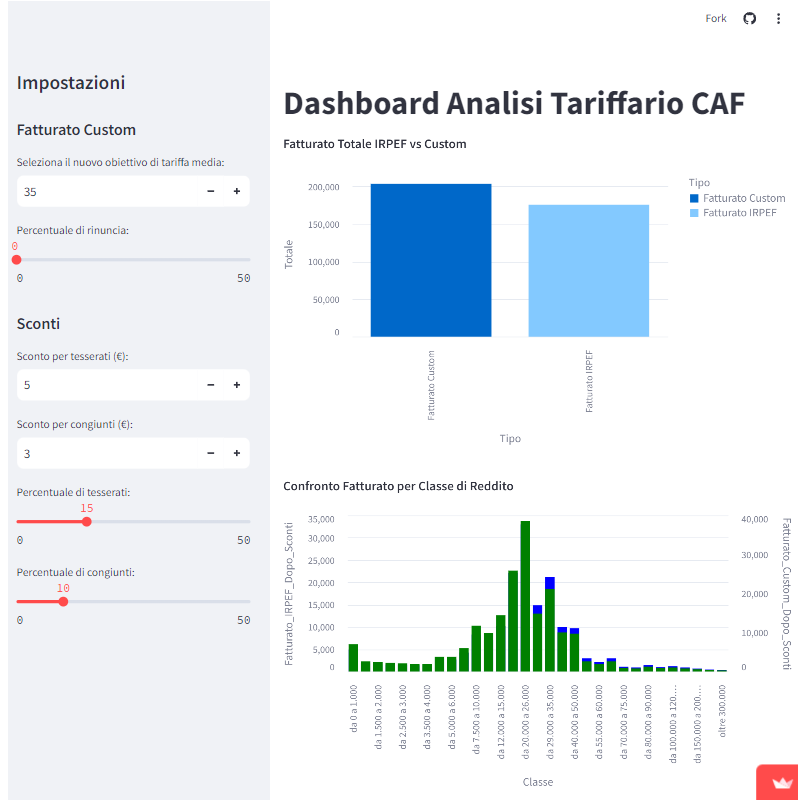 Fork
Impostazioni
Fatturato Custom
Seleziona il nuovo obiettivo di tariffa media:
35
Percentuale di rinuncia:
0
0 50
Sconti
Sconto per tesserati (€):
5
Sconto per congiunti (€):
3
Percentuale di tesserati:
15
0 50
Percentuale di congiunti:
10
0 50
Dashboard Analisi Tariffario CAF
Fatturato Totale IRPEF vs Custom
Totale
200,000
150,000
100,000
50,000
0
Fatturato Custom
Fatturato IRPEF
Tipo
Tipo
Fatturato Custom
Fatturato IRPEF
Confronto Fatturato per Classe di Reddito
Fatturato_IRPEF_Dopo_Sconti
35,000
30,000
25,000
20,000
15,000
10,000
5,000
0
40,000
30,000
20,000
10,000
0
Fatturato_Custom_Dopo_Sconti
da 0 a 1.000
da 1.500 a 2.000
da 2.500 a 3.000
da 3.500 a 4.000
da 5.000 a 6.000
da 7.500 a 10.000
da 12.000 a 15.000
da 20.000 a 26.000
da 29.000 a 35.000
da 40.000 a 50.000
da 55.000 a 60.000
da 70.000 a 75.000
da 80.000 a 90.000
da 100.000 a 120.…
da 150.000 a 200.…
oltre 300.000
Classe